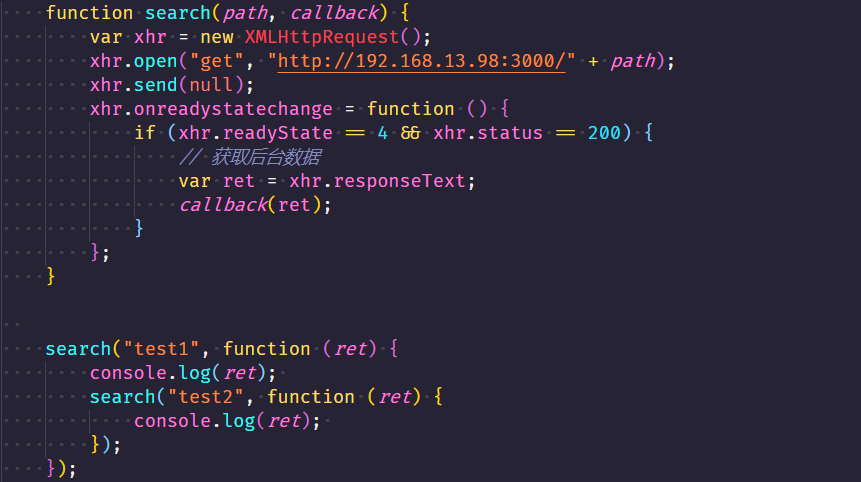 function search(path, callback) {
var xhr = new XMLHttpRequest();
xhr.open("get", "http://192.168.13.98:3000/" + path);
xhr.send(null);
xhr.onreadystatechange = function () {
if (xhr.readyState == 4 && xhr.status == 200) {
// 获取后台数据
var ret = xhr.responseText;
callback(ret);
}
};
}
search("test1", function (ret) {
console.log(ret);
search("test2", function (ret) {
console.log(ret);
});
});